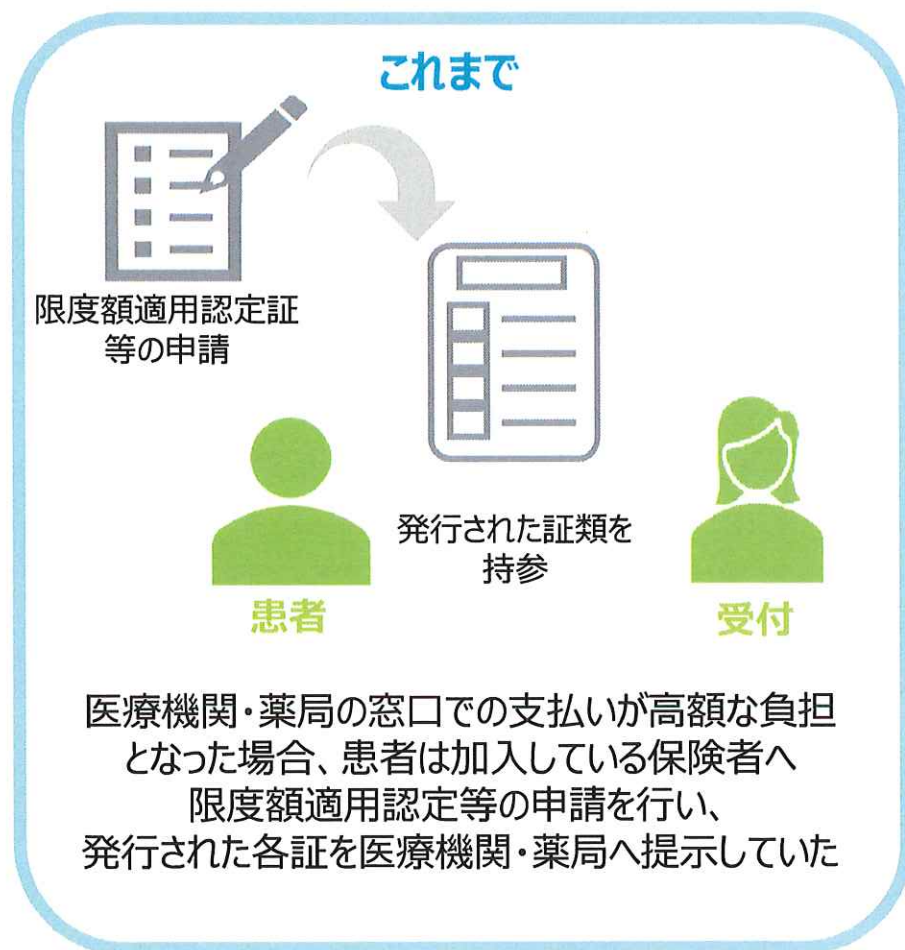 これまで
限度額適用認定証
等の申請
発行された証類を
持参
患者
受付
医療機関・薬局の窓口での支払いが高額な負担
となった場合、患者は加入している保険者へ
限度額適用認定等の申請を行い、
発行された各証を医療機関・薬局へ提示していた